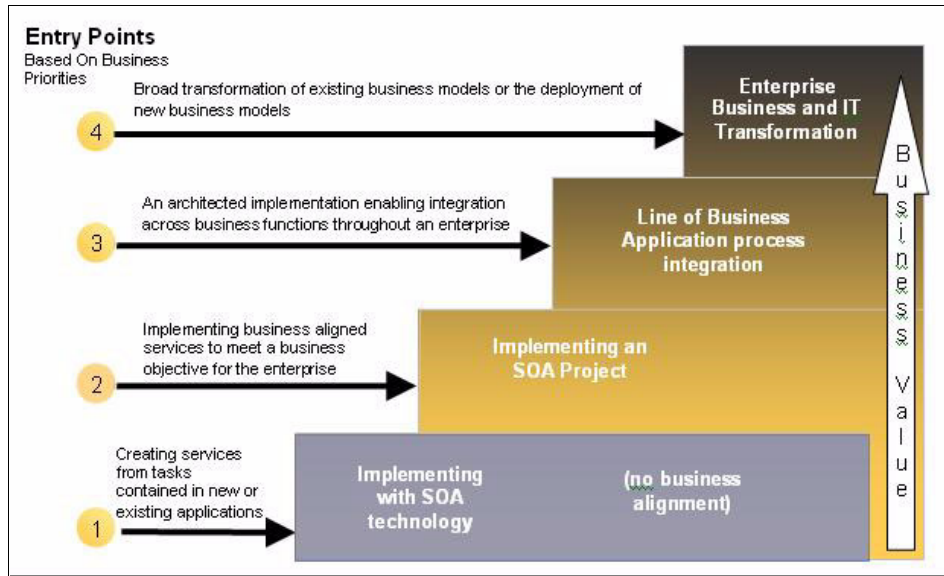 Entry Points
Based On Business
Priorities
Broad transformation of existing business models or the deployment of
new business models
4
Enterprise
Business and IT
Transformation
An architected implementation enabling integration
across business functions throughout an enterprise
3
Line of Business
Application process
integration
Implementing business aligned
services to meet a business
objective for the enterprise
2
Implementing an
SOA Project
Creating services
from tasks
contained in new or
existing applications
1
Implementing
with SOA
technology
(no business
alignment)
Business Value